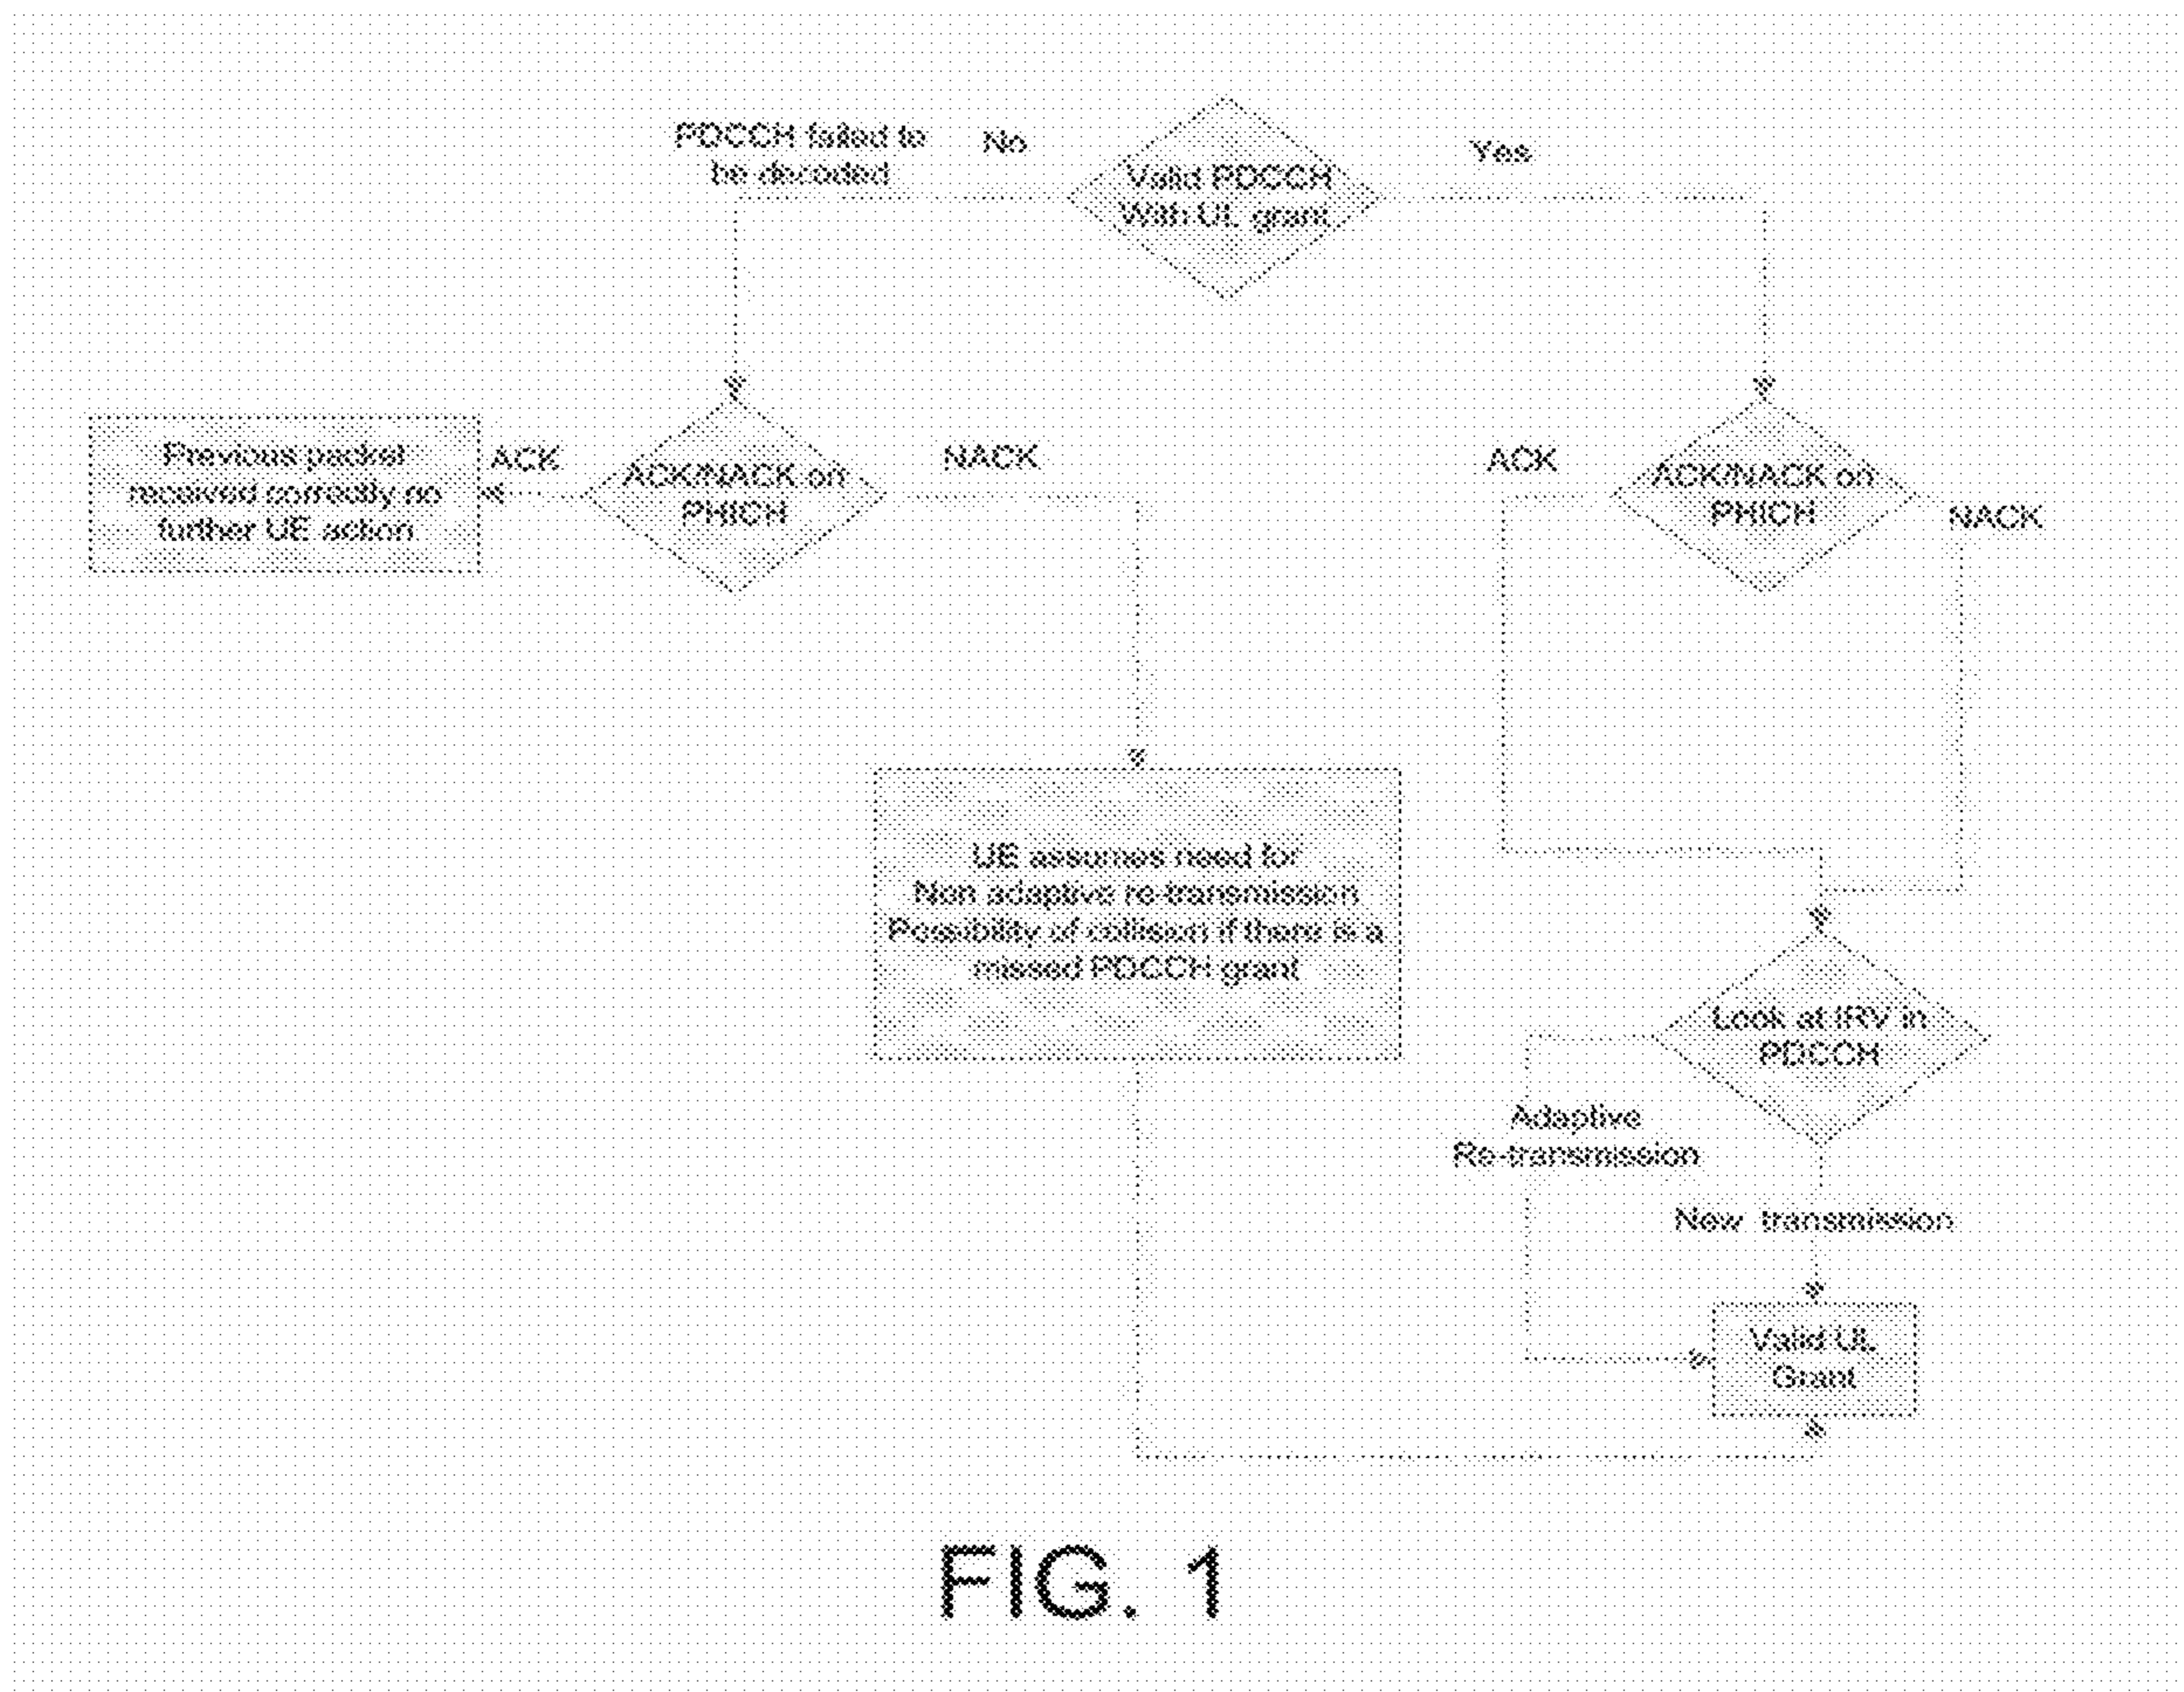 PDCCH failed to
be decoded
No
Valid PDCCH
With UL grant
Yes
Previous packet
received correctly no
further UE action
ACK
ACK/NACK on
PHICH
NACK
ACK
ACK/NACK on
PHICH
NACK
UE assumes need for
Non adaptive re-transmission
Possibility of collision if there is a
missed PDCCH grant
Look at IRV in
PDCCH
Adaptive
Re-transmission
New transmission
Valid UL
Grant
FIG. 1